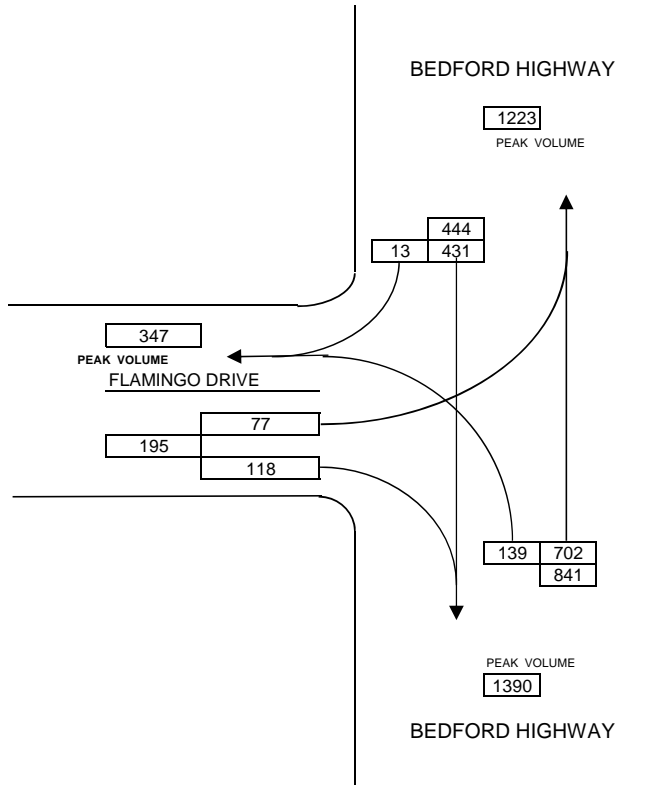 BEDFORD HIGHWAY
1223
PEAK VOLUME
444
13 431
347
PEAK VOLUME
FLAMINGO DRIVE
77
195
118
139 702
841
PEAK VOLUME
1390
BEDFORD HIGHWAY